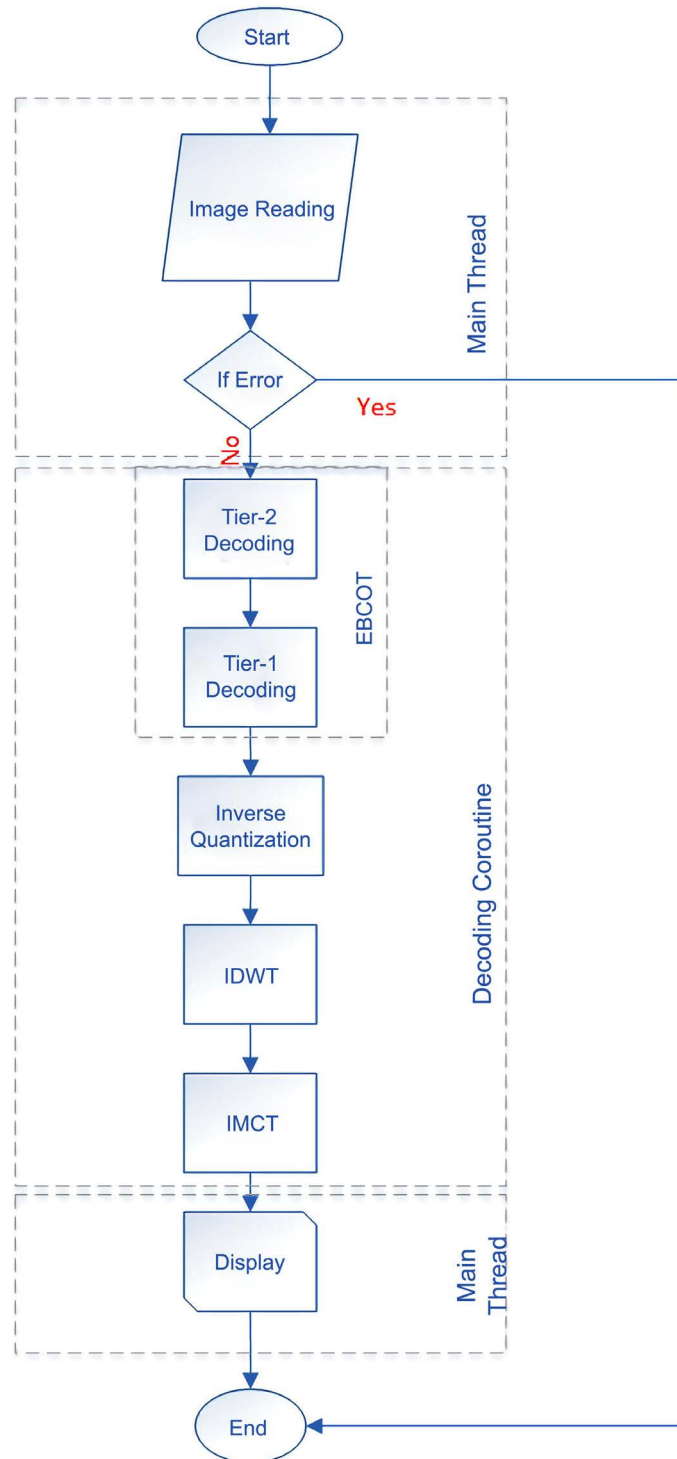 Start
Image Reading
Main Thread
If Error
Yes
No
Tier-2
Decoding
EBCOT
Tier-1
Decoding
Inverse
Quantization
Decoding Coroutine
IDWT
IMCT
Display
Main
Thread
End